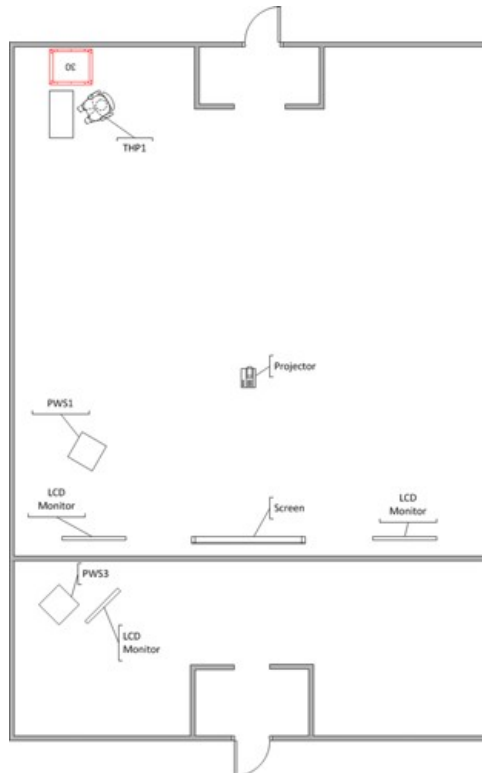 30
THP1
Projector
PWS1
LCD
Monitor
Screen
LCD
Monitor
PWS3
LCD
Monitor